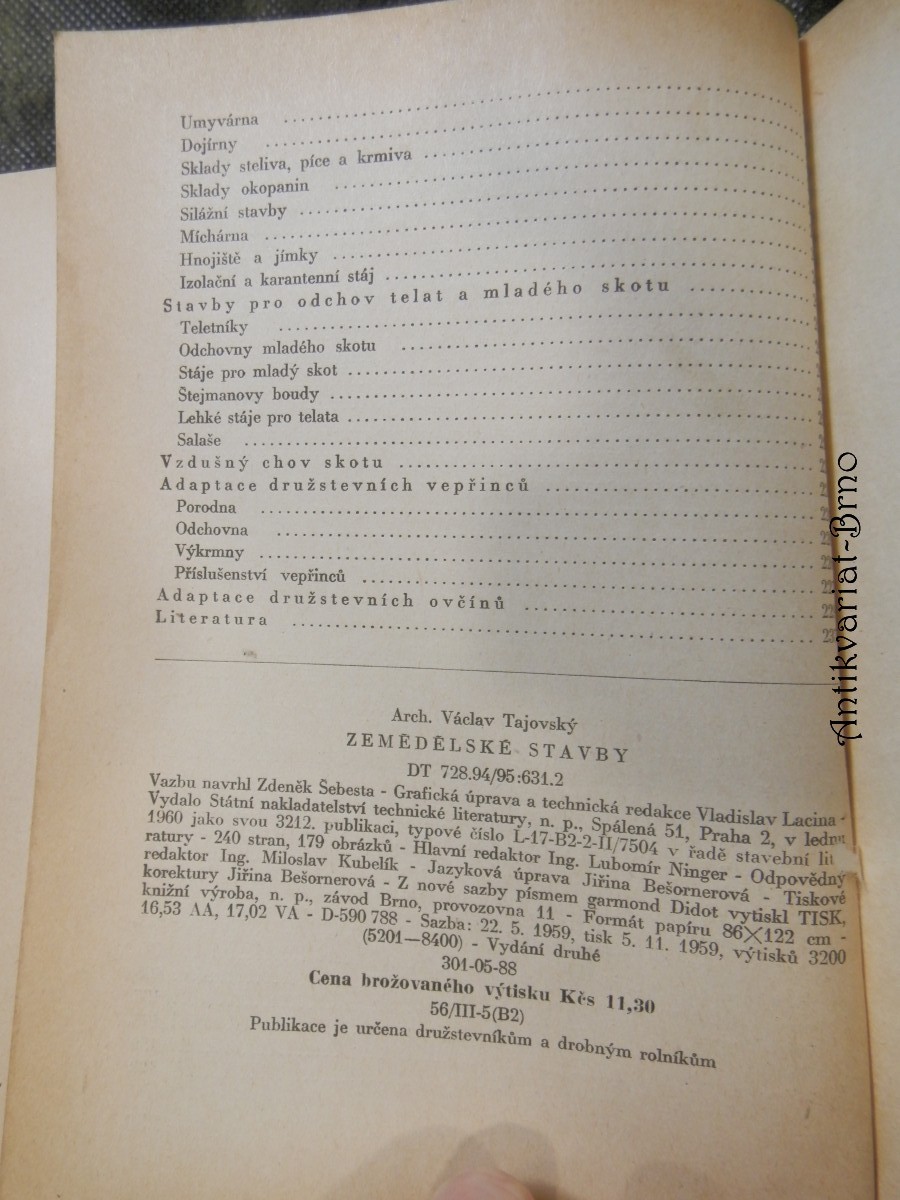 Umyvárna
Dojírny
Sklady steliva, píce a krmiva
Sklady okopanin
Silážní stavby
Míchárna
Hnojiště a jímky
Izolační a karantenní stáj
Stavby pro odchov telat a mladého skotu
Teletníky
Odchovny mladého skotu
Stáje pro mladý skot
Štejmanovy boudy
Lehké stáje pro telata
Salaše
Vzdušný chov skotu
Adaptace družstevních vepřinců
Porodna
Odchovna
Výkrmny
Příslušenství vepřinců
Adaptace družstevních ovčínů
Literatura
Arch. Václav Tajovský
ZEMĚDĚLSKÉ STAVBY
DT 728.94/95:631.2
Vazbu navrhl Zdeněk Šebesta - Grafická úprava a technická redakce Vladislav Lacina -
Vydalo Státní nakladatelství technické literatury, n. p., Spálená 51, Praha 2, v lednu
1960 jako svou 3212. publikaci, typové číslo L-17-B2-2-II/7504 v řadě stavební lit
ratury - 240 stran, 179 obrázků - Hlavní redaktor Ing. Lubomír Ninger - Odpovědný
redaktor Ing. Miloslav Kubelík - Jazyková úprava Jiřina Bešornerová - Tiskové
korektury Jiřina Bešornerová - Z nové sazby písmem garmond Didot vytiskl TISK,
knižní výroba, n. p., závod Brno, provozovna 11 - Formát papíru 86×122 cm -
16,53 AA, 17,02 VA - D-590 788 - Sazba: 22. 5. 1959, tisk 5. 11. 1959, výtisků 3200
(5201—8400) - Vydání druhé
301-05-88
Cena brožovaného výtisku Kčs 11,30
56/III-5(B2)
Publikace je určena družstevníkům a drobným rolníkům
Antikvariat-Brno